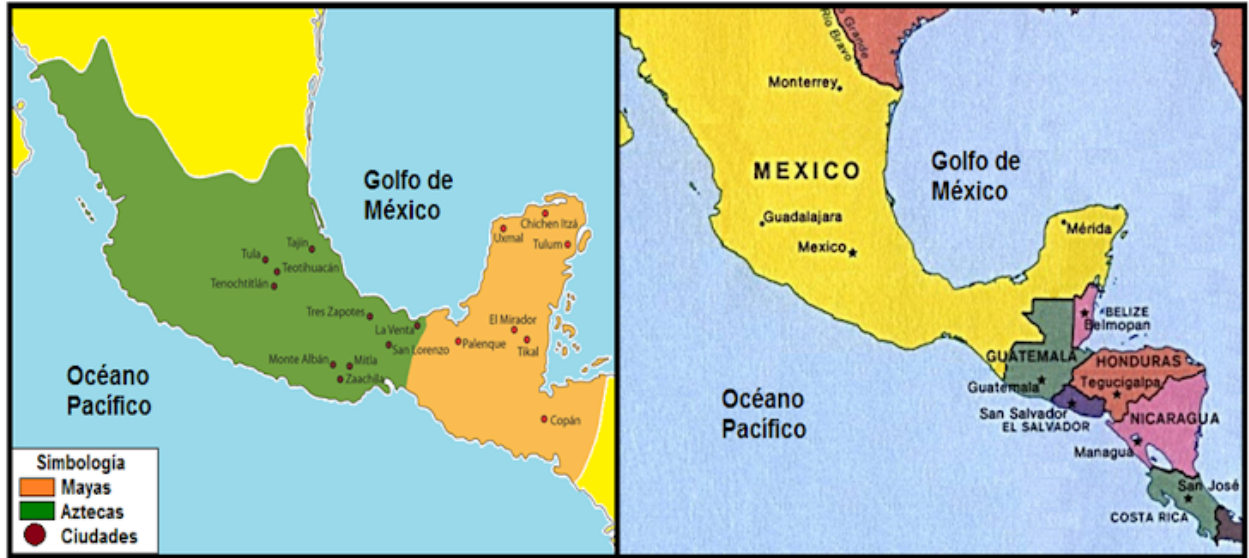 Golfo de
México
Chichen Itzá
Uxmal
Tulum
Tajín
Tula
Teotihuacán
Tenochtitlán
Tres Zapotes
La Venta
El Mirador
San Lorenzo
Palenque
Tikal
Monte Albán
Mitla
Zaachila
Océano
Pacífico
Copán
Simbología
Mayas
Aztecas
Ciudades
Rio Bravo
Grande
Monterrey
MEXICO
Golfo de
México
Guadalajara
Mexico
Mérida
BELIZE
Belmopan
GUATEMALA
HONDURAS
Guatemala
Tegucigalpa
Océano
Pacífico
San Salvador
EL SALVADOR
NICARAGUA
Managua
San José
COSTA RICA